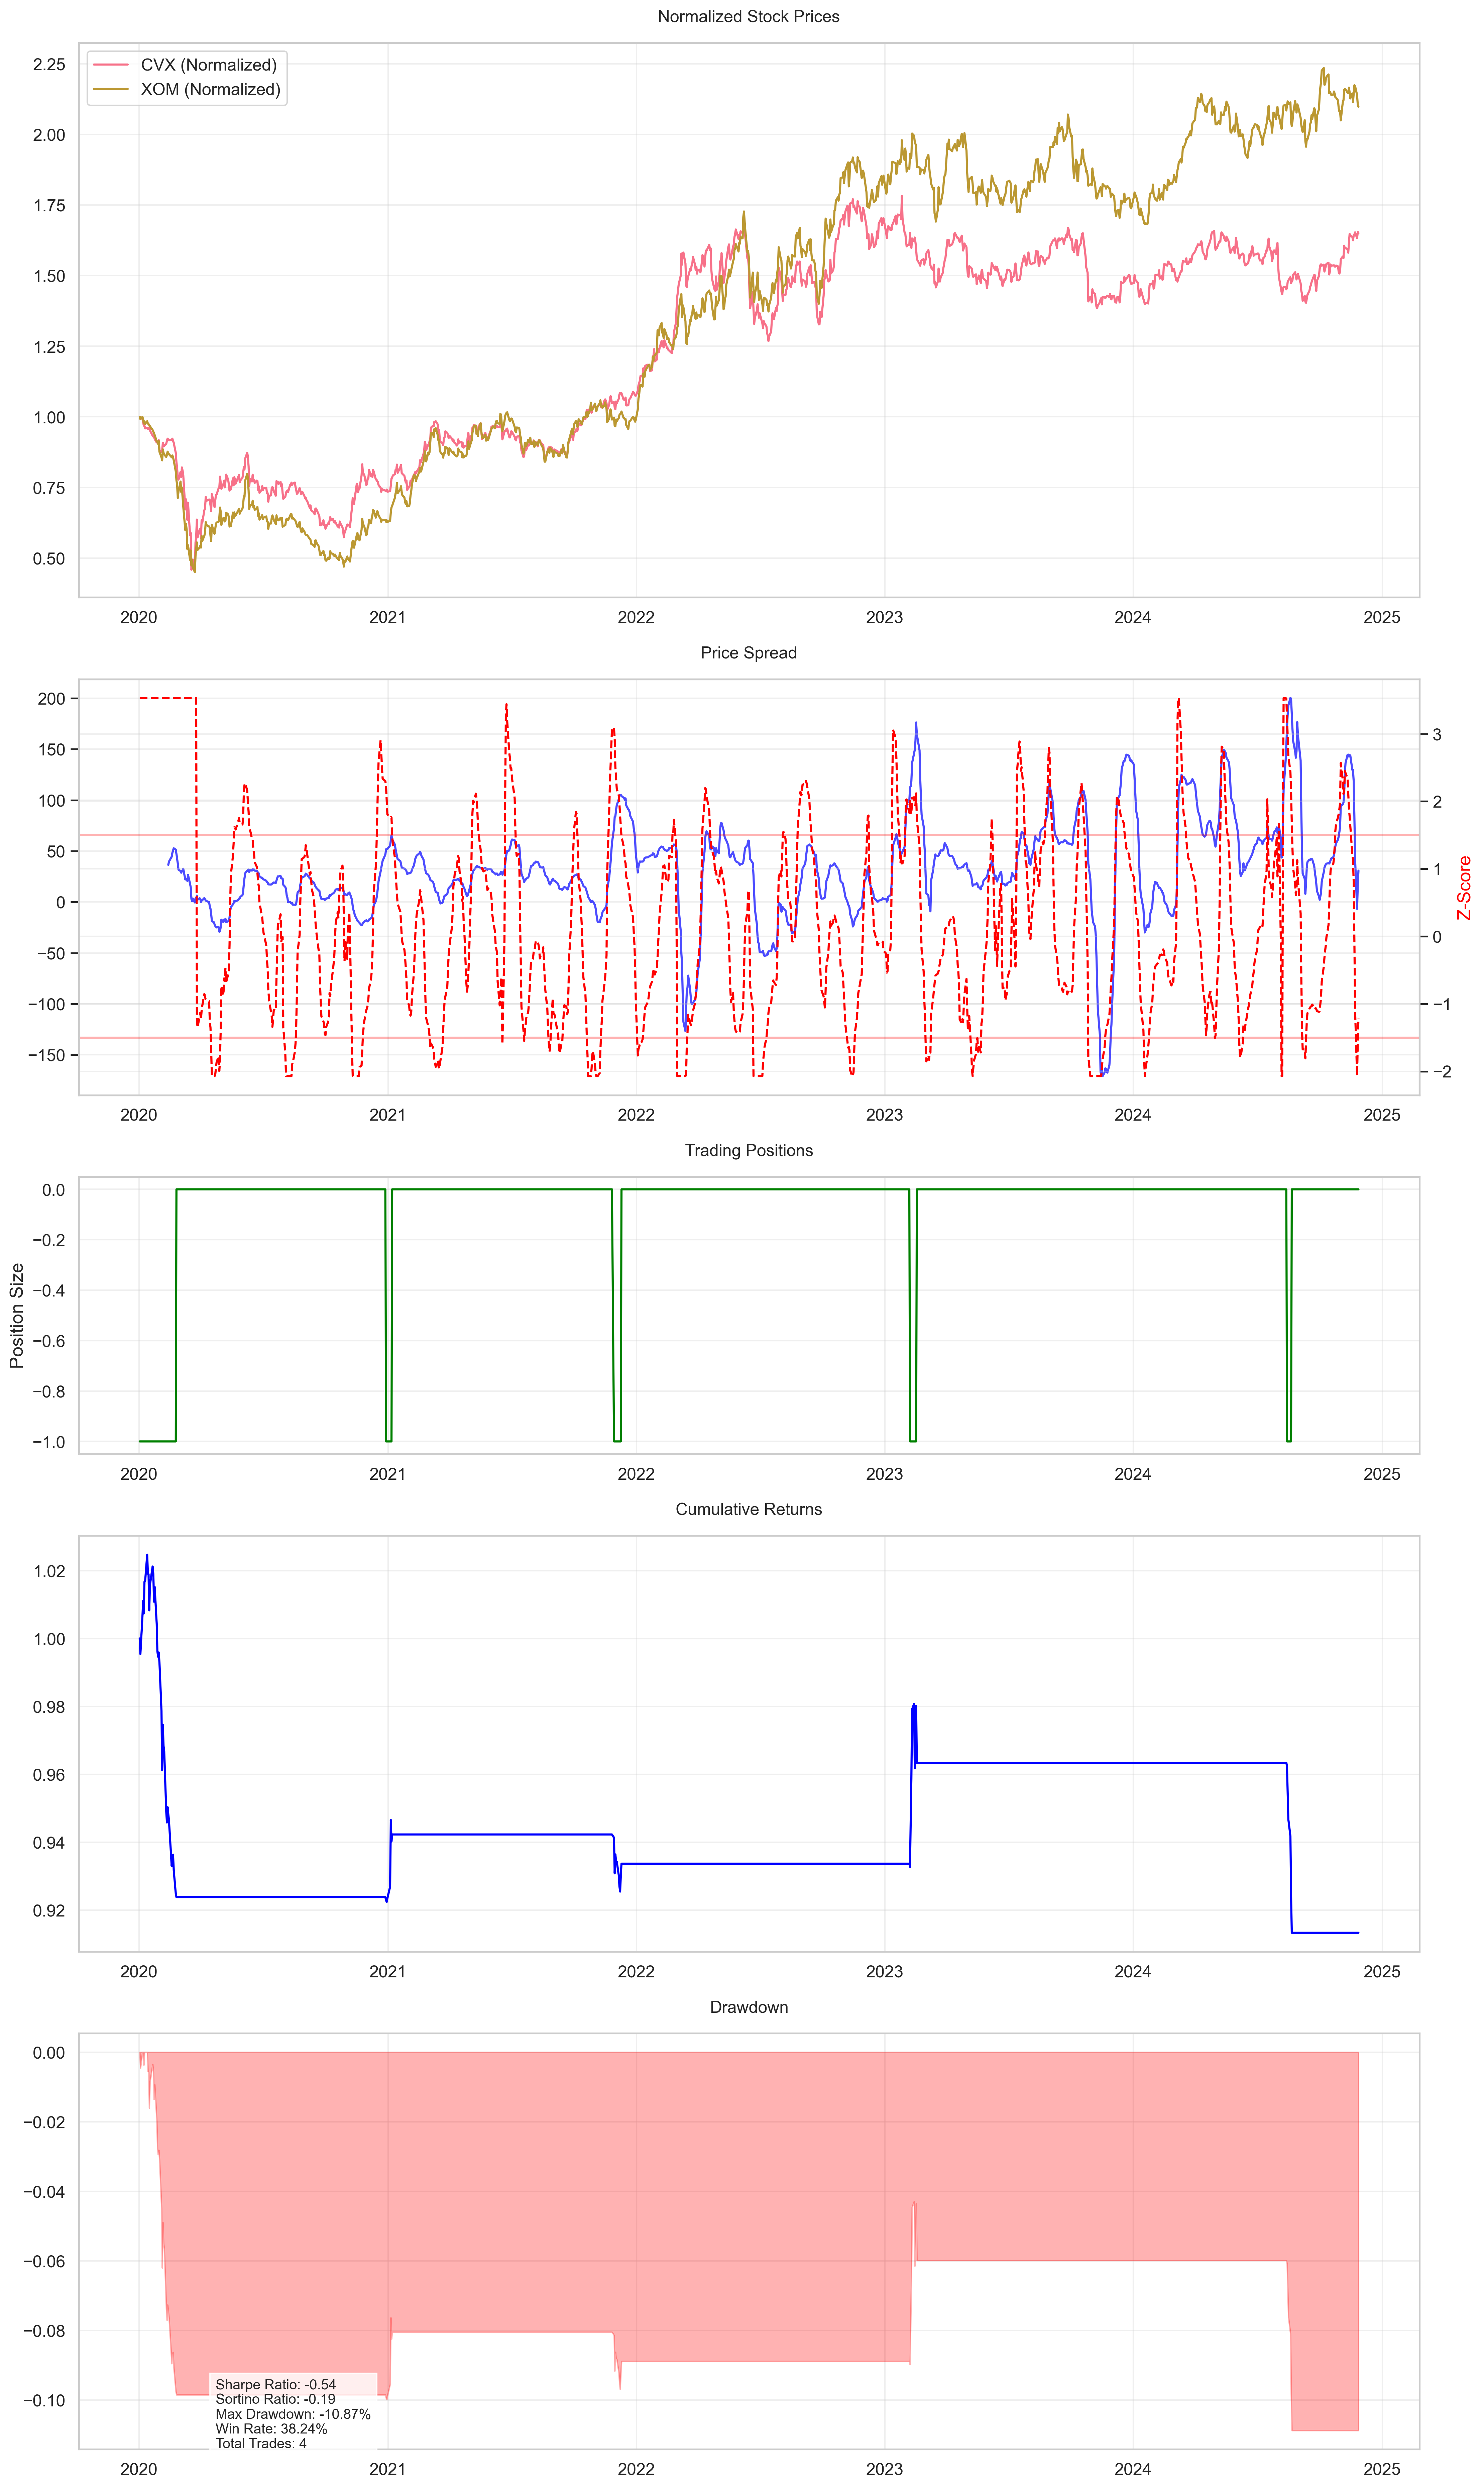 Normalized Stock Prices
CVX (Normalized)
XOM (Normalized)
2.25
2.00
1.75
1.50
1.25
1.00
0.75
0.50
2020 2021 2022 2023 2024 2025
Price Spread
200
150
100
50
0
−50
−100
−150
3
2
1
0
−1
−2
Z-Score
2020 2021 2022 2023 2024 2025
Trading Positions
Position Size
0.0
−0.2
−0.4
−0.6
−0.8
−1.0
2020 2021 2022 2023 2024 2025
Cumulative Returns
1.02
1.00
0.98
0.96
0.94
0.92
2020 2021 2022 2023 2024 2025
Drawdown
0.00
−0.02
−0.04
−0.06
−0.08
−0.10
Sharpe Ratio: -0.54
Sortino Ratio: -0.19
Max Drawdown: -10.87%
Win Rate: 38.24%
Total Trades: 4
2020 2021 2022 2023 2024 2025